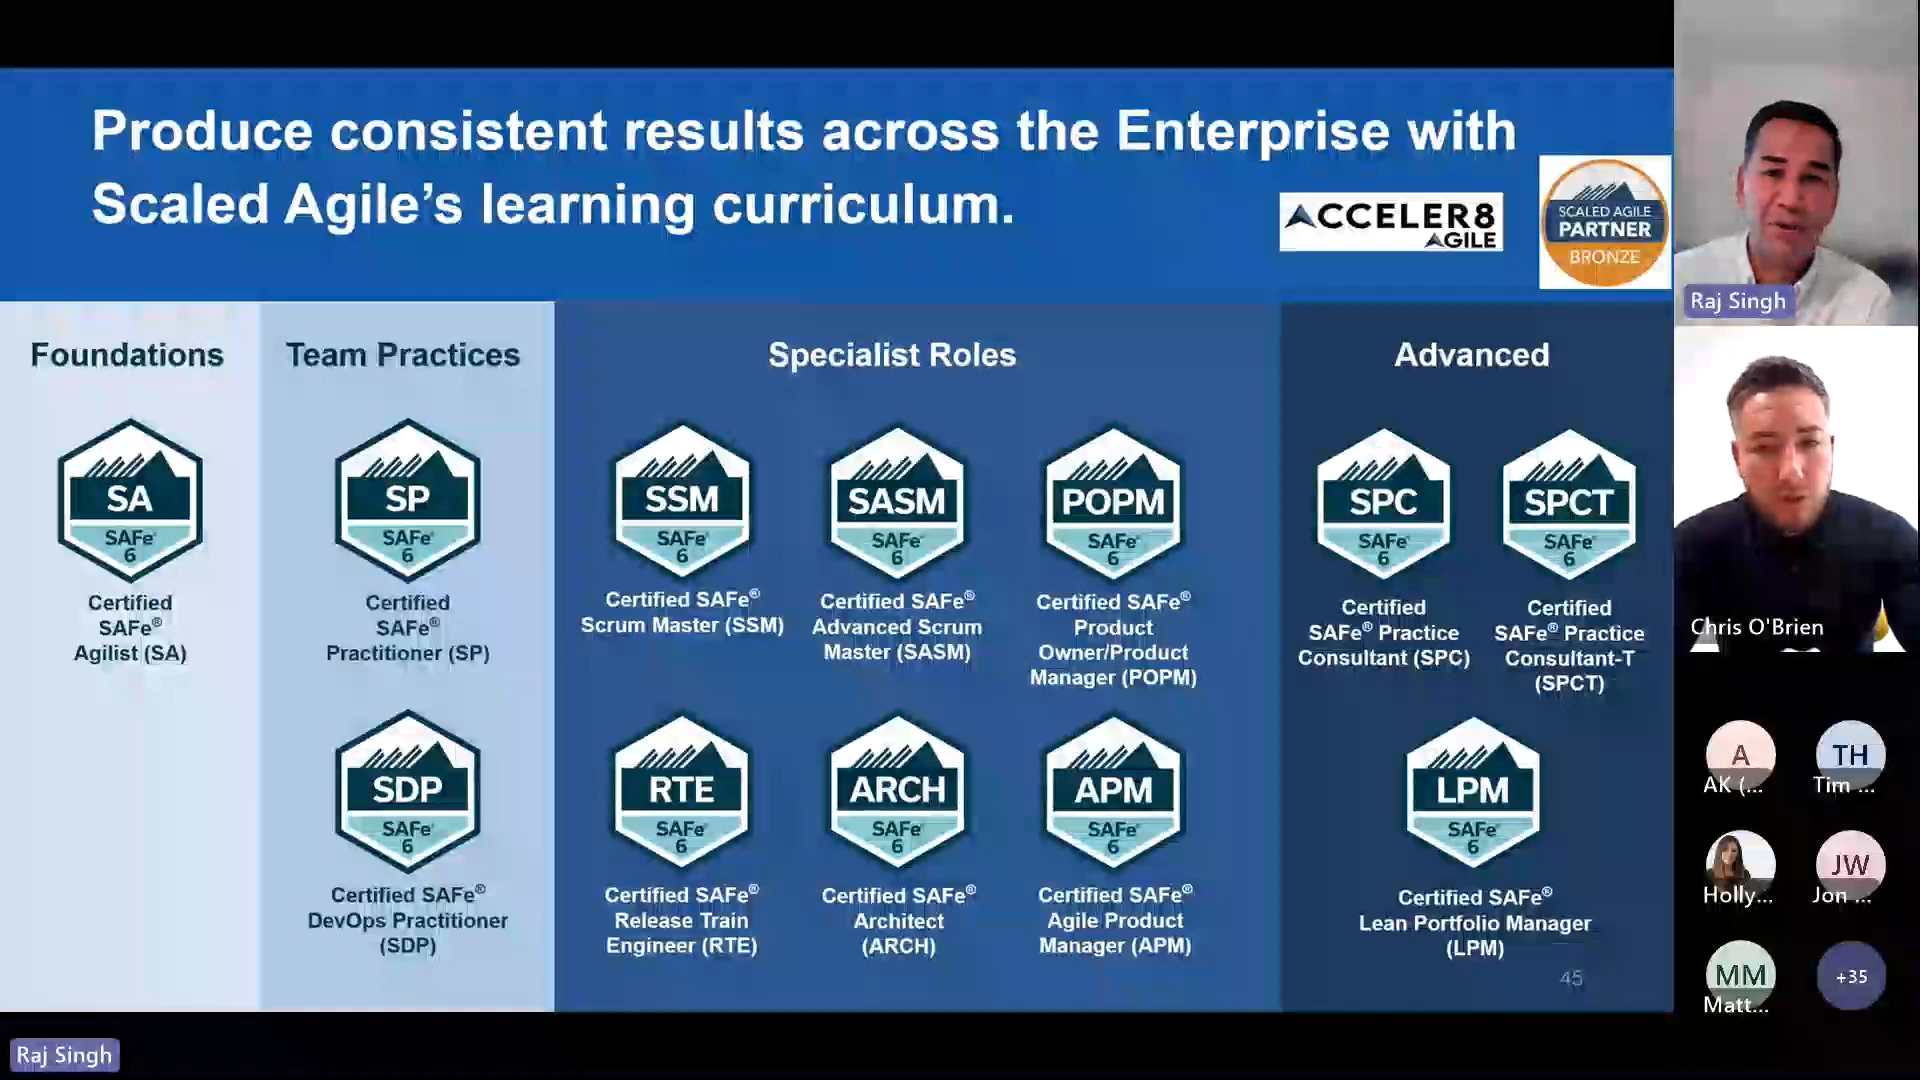 Produce consistent results across the Enterprise with
Scaled Agile’s learning curriculum.
ACCELER8
AGILE
SCALED AGILE
PARTNER
BRONZE
Foundations
Team Practices
Specialist Roles
Advanced
SA
SAFe®
6
Certified
SAFe®
Agilist (SA)
SP
SAFe®
6
Certified
SAFe®
Practitioner (SP)
SSM
SAFe®
6
Certified SAFe®
Scrum Master (SSM)
SASM
SAFe®
6
Certified SAFe®
Advanced Scrum
Master (SASM)
POPM
SAFe®
6
Certified SAFe®
Product
Owner/Product
Manager (POPM)
SPC
SAFe®
6
Certified
SAFe® Practice
Consultant (SPC)
SPCT
SAFe®
6
Certified
SAFe® Practice
Consultant-T
(SPCT)
SDP
SAFe®
6
Certified SAFe®
DevOps Practitioner
(SDP)
RTE
SAFe®
6
Certified SAFe®
Release Train
Engineer (RTE)
ARCH
SAFe®
6
Certified SAFe®
Architect
(ARCH)
APM
SAFe®
6
Certified SAFe®
Agile Product
Manager (APM)
LPM
SAFe®
6
Certified SAFe®
Lean Portfolio Manager
(LPM)
45
Raj Singh
Chris O'Brien
A
AK (...
TH
Tim ...
Holly...
JW
Jon ...
MM
Matt...
+35
Raj Singh